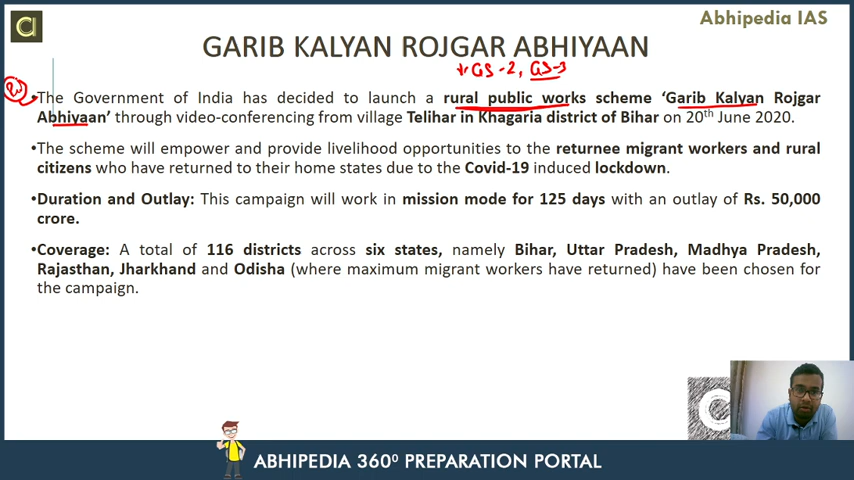 Abhipedia IAS
GARIB KALYAN ROJGAR ABHIYAAN
GS-2, GS-3
•The Government of India has decided to launch a rural public works scheme ‘Garib Kalyan Rojgar
Abhiyaan’ through video-conferencing from village Telihar in Khagaria district of Bihar on 20th June 2020.
•The scheme will empower and provide livelihood opportunities to the returnee migrant workers and rural
citizens who have returned to their home states due to the Covid-19 induced lockdown.
•Duration and Outlay: This campaign will work in mission mode for 125 days with an outlay of Rs. 50,000
crore.
•Coverage: A total of 116 districts across six states, namely Bihar, Uttar Pradesh, Madhya Pradesh,
Rajasthan, Jharkhand and Odisha (where maximum migrant workers have returned) have been chosen for
the campaign.
ABHIPEDIA 360⁰ PREPARATION PORTAL